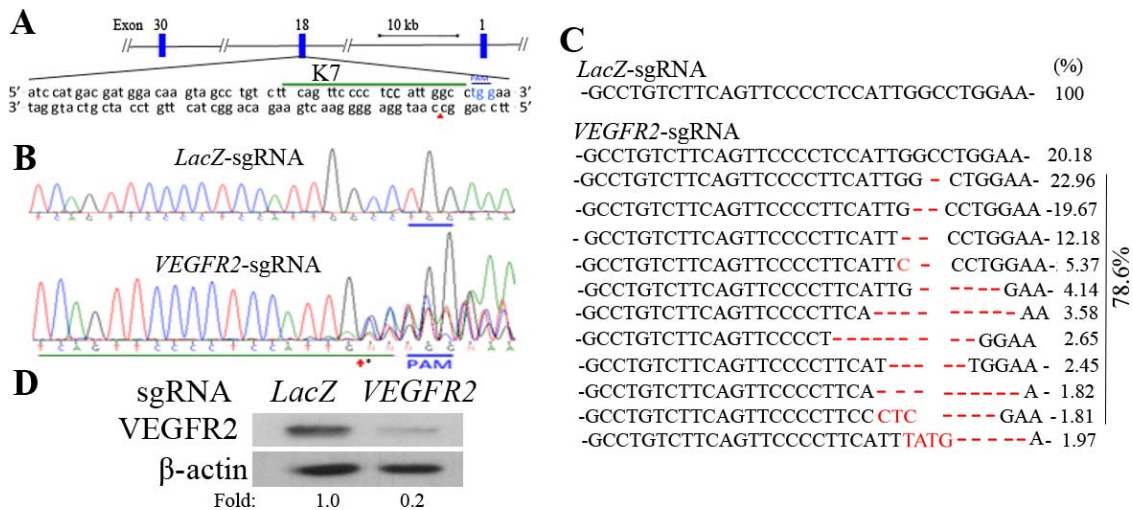 A
Exon 30 18 10 kb 1
K7 PAM
5' atc cat gac gat gga caa gta gcc tgt ctt cag ttc ccc tcc att ggc ctg gaa 3'
3' tag gta ctg cta cct gtt cat cgg aca gaa gtc aag ggg agg taa ccg gac ctt 5'
B
LacZ-sgRNA
VEGFR2-sgRNA
PAM
*
C
LacZ-sgRNA (%)
-GCCTGTCTTCAGTTCCCCTCCATTGGCCTGGAA- 100
VEGFR2-sgRNA
-GCCTGTCTTCAGTTCCCCTCCATTGGCCTGGAA- 20.18
-GCCTGTCTTCAGTTCCCCTTCATTGG - CTGGAA- 22.96
-GCCTGTCTTCAGTTCCCCTTCATTG-- CCTGGAA -19.67
-GCCTGTCTTCAGTTCCCCTTCATT -- CCTGGAA- 12.18
-GCCTGTCTTCAGTTCCCCTTCATTC - CCTGGAA- 5.37
-GCCTGTCTTCAGTTCCCCTTCATTG-- ----GAA- 4.14
-GCCTGTCTTCAGTTCCCCTTCA----- -----AA- 3.58
-GCCTGTCTTCAGTTCCCCT-------- ---GGAA 2.65
-GCCTGTCTTCAGTTCCCCTTCAT---- --TGGAA- 2.45
-GCCTGTCTTCAGTTCCCCTTCA---- ------A- 1.82
-GCCTGTCTTCAGTTCCCCTTCC CTC ----GAA -1.81
-GCCTGTCTTCAGTTCCCCTTCATTTATG------A- 1.97
78.6%
D
sgRNA LacZ VEGFR2
VEGFR2
β-actin
Fold: 1.0 0.2